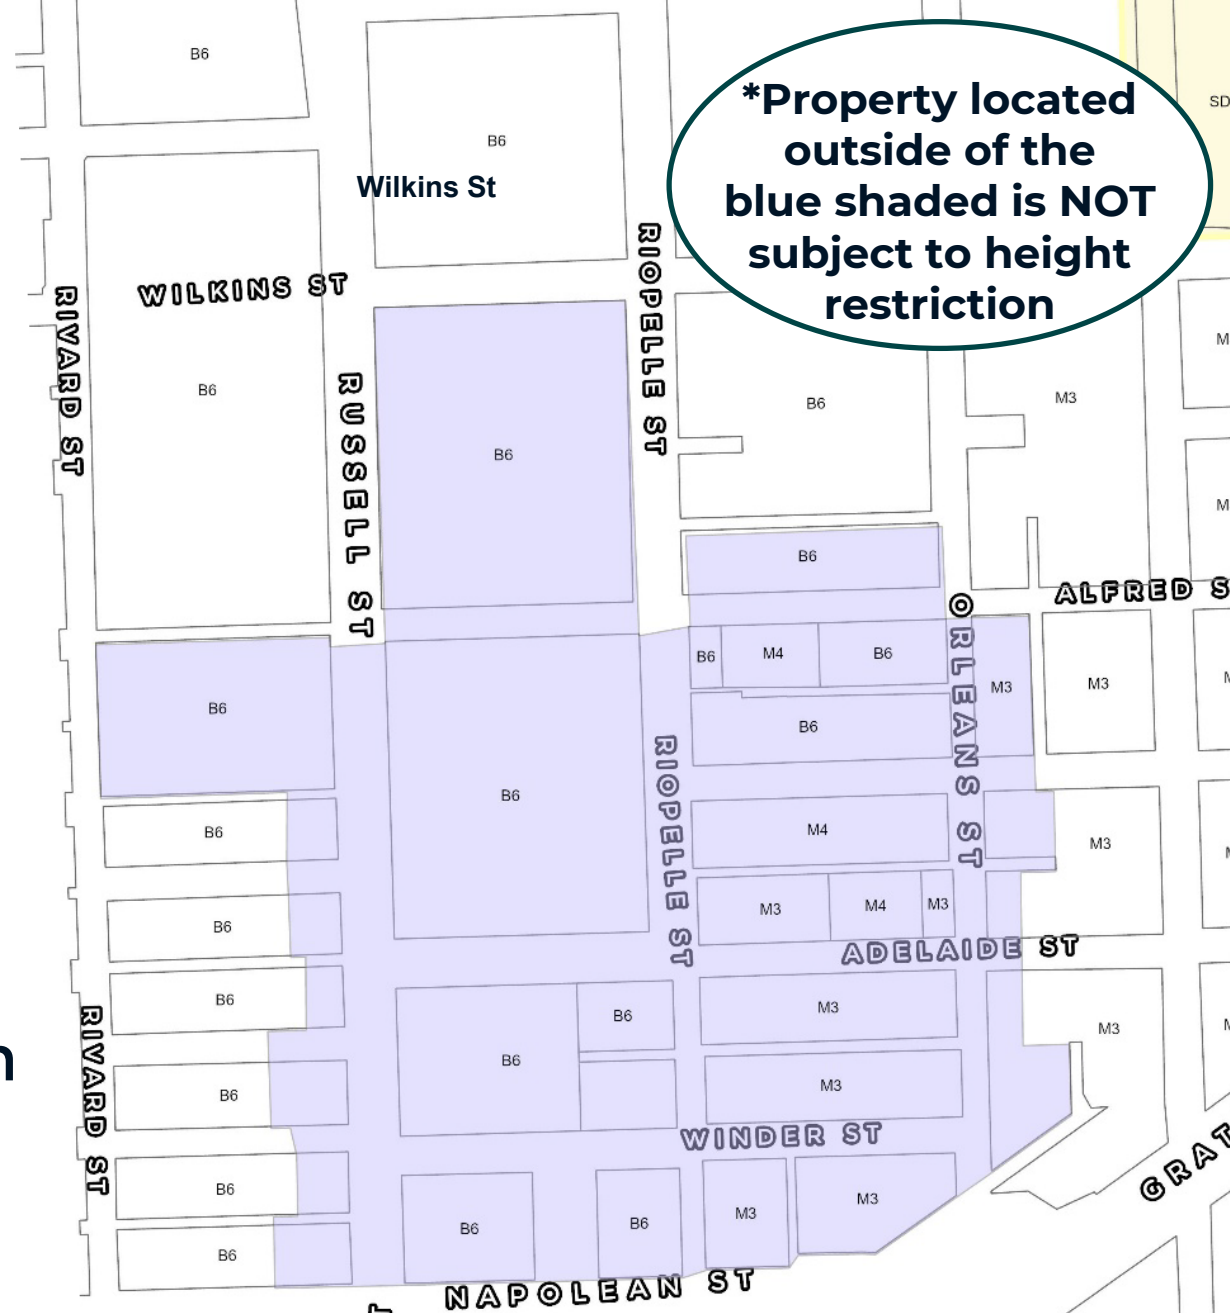 B6
*Property located
outside of the
blue shaded is NOT
subject to height
restriction
SD
B6
Wilkins St
RIOPELLE ST
WILKINS ST
RIVARD ST
M
B6
RUSSELL ST
M3
B6
B6
M
B6
ALFRED S
ORLEANS ST
B6
M4
B6
M3
M3
B6
B6
RIOPELLE ST
B6
M4
B6
M3
M3
M4
M3
B6
ADELAIDE ST
B6
M3
B6
M3
RIVARD ST
B6
M3
B6
WINDER ST
GRAT
B6
M3
M3
B6
B6
B6
NAPOLEAN ST